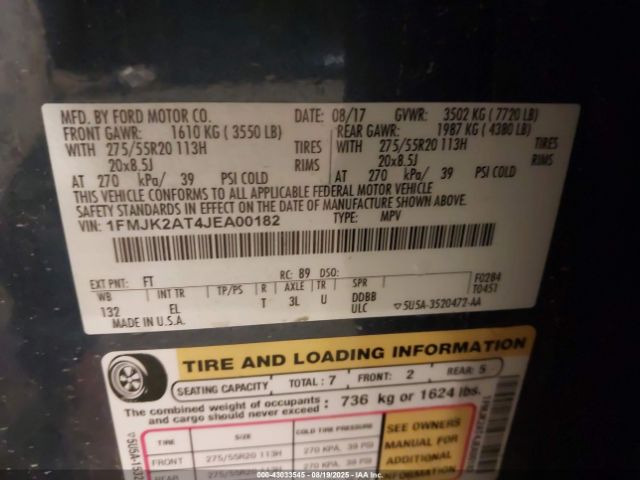 MFD. BY FORD MOTOR CO.
DATE: 08/17 GVWR: 3502 KG ( 7720 LB)
FRONT GAWR: 1610 KG ( 3550 LB) REAR GAWR: 1987 KG ( 4380 LB)
WITH 275/55R20 113H TIRES WITH 275/55R20 113H TIRES
20x8.5J RIMS 20x8.5J RIMS
AT 270 kPa/ 39 PSI COLD AT 270 kPa/ 39 PSI COLD
THIS VEHICLE CONFORMS TO ALL APPLICABLE FEDERAL MOTOR VEHICLE
SAFETY STANDARDS IN EFFECT ON THE DATE OF MANUFACTURE SHOWN ABOVE.
VIN: 1FMJK2AT4JEA00182 TYPE: MPV
EXT PNT: FT RC: 89 DSO: F0284
WB INT TR TP/PS R AXLE TR SPR T0451
132 EL T 3L U DDBB
ULC ▽5U5A-3520472-AA
MADE IN U.S.A.
TIRE AND LOADING INFORMATION
SEATING CAPACITY TOTAL : 7 FRONT: 2 REAR: 5
The combined weight of occupants
and cargo should never exceed : 736 kg or 1624 lbs.
TIRE SIZE COLD TIRE PRESSURE SEE OWNERS
FRONT 275/55R20 113H 270 KPA, 39 PSI MANUAL FOR
ADDITIONAL
INFORMATION
**** 000-43033545 — 08/19/2025 — IAA Inc. ****